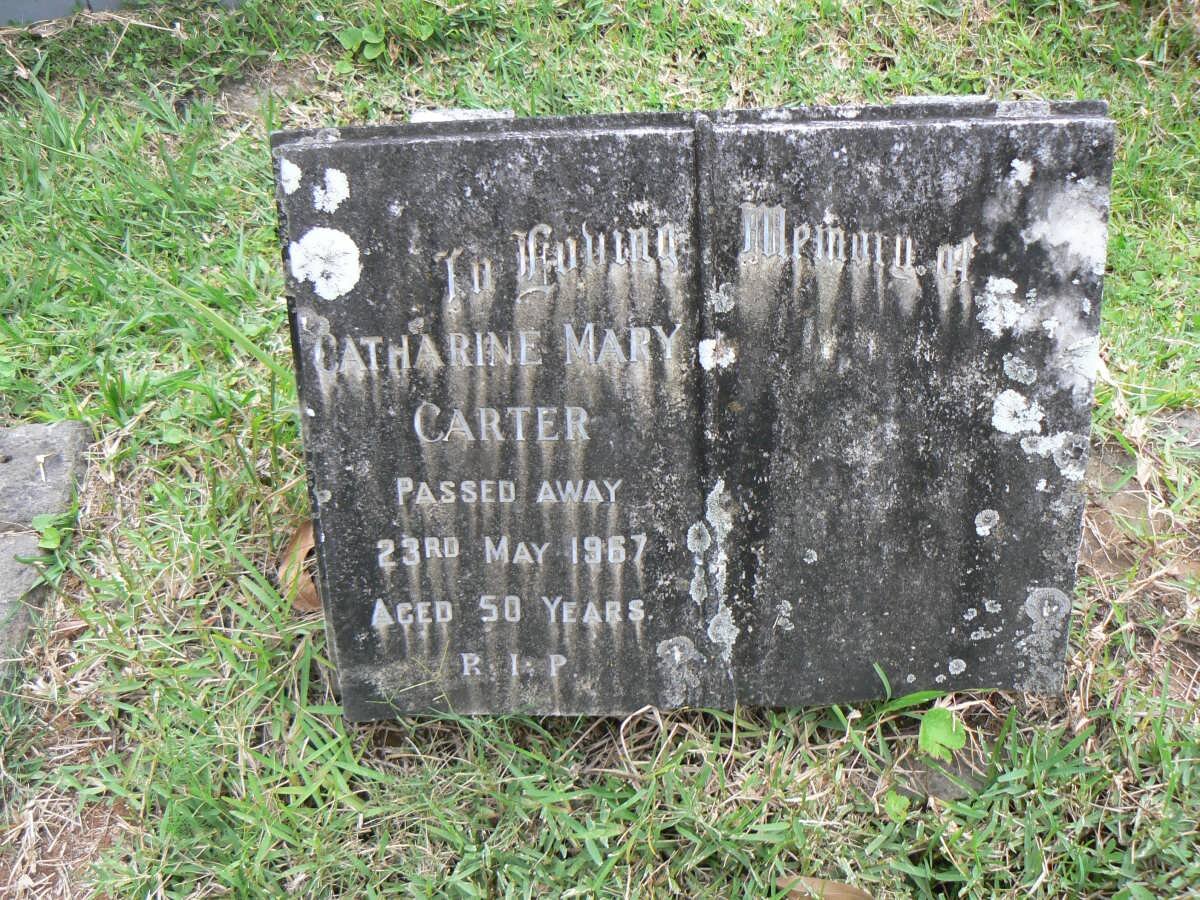 In Loving Memory of
CATHARINE MARY
CARTER
PASSED AWAY
23RD MAY 1967
AGED 50 YEARS.
R. I. P